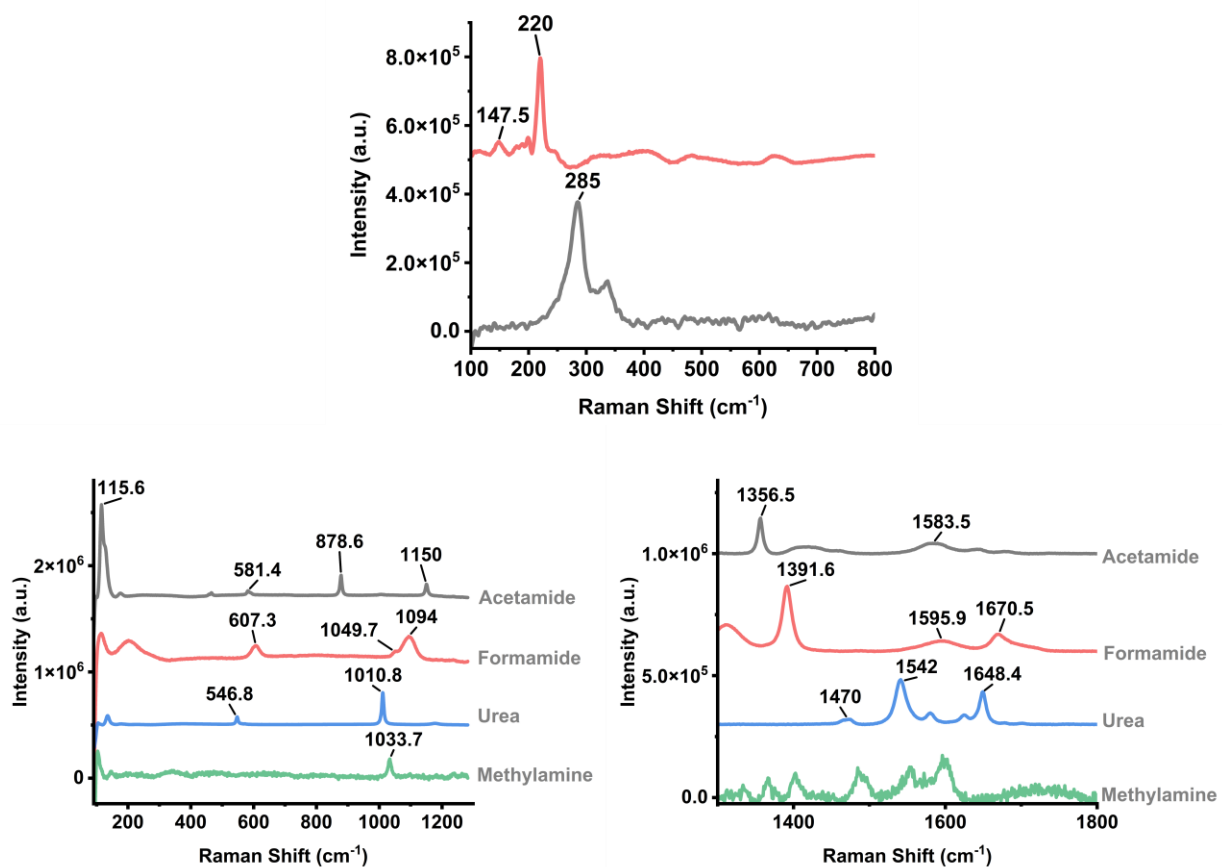 220
8.0×10⁵
147.5
6.0×10⁵
285
4.0×10⁵
2.0×10⁵
0.0
Intensity (a.u.)
100 200 300 400 500 600 700 800
Raman Shift (cm⁻¹)
115.6
878.6
1150
2×10⁶
581.4
Acetamide
607.3
1049.7
1094
Formamide
1×10⁶
546.8
1010.8
Urea
1033.7
0
Methylamine
Intensity (a.u.)
200 400 600 800 1000 1200
Raman Shift (cm⁻¹)
1356.5
1583.5
1.0×10⁶
Acetamide
1391.6
1595.9
1670.5
Formamide
1542
5.0×10⁵
1470
1648.4
Urea
0.0
Methylamine
Intensity (a.u.)
1400 1600 1800
Raman Shift (cm⁻¹)